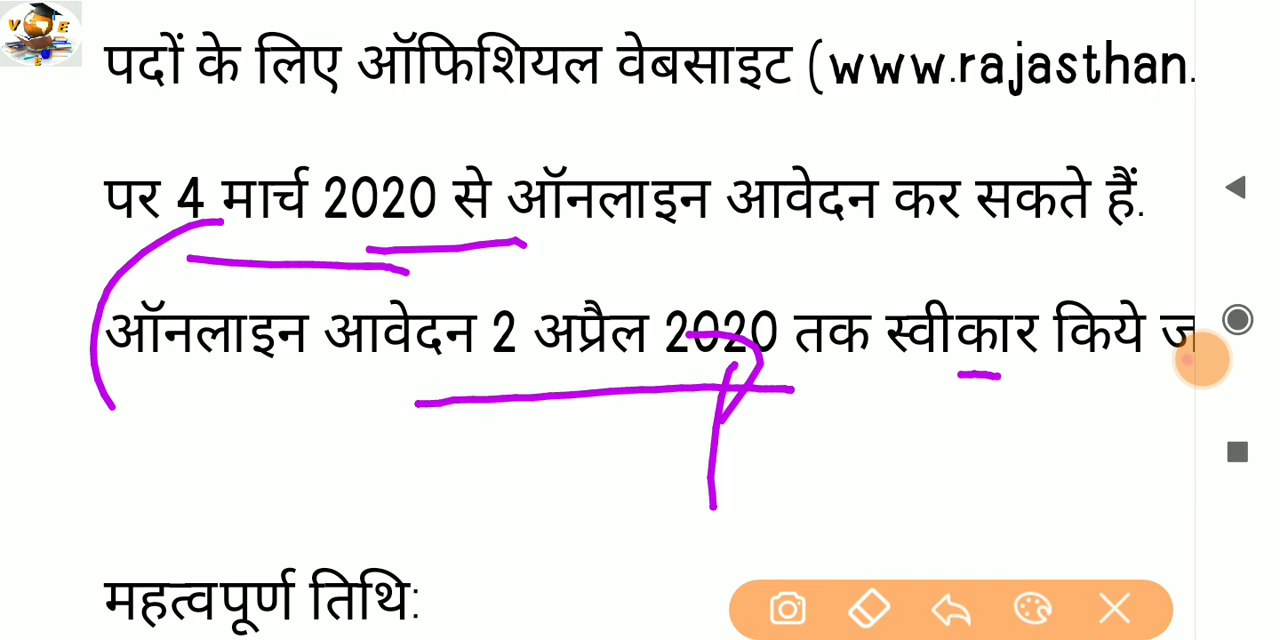 V E
E
पदों के लिए ऑफिशियल वेबसाइट (www.rajasthan.
पर 4 मार्च 2020 से ऑनलाइन आवेदन कर सकते हैं.
ऑनलाइन आवेदन 2 अप्रैल 2020 तक स्वीकार किये
महत्वपूर्ण तिथि: